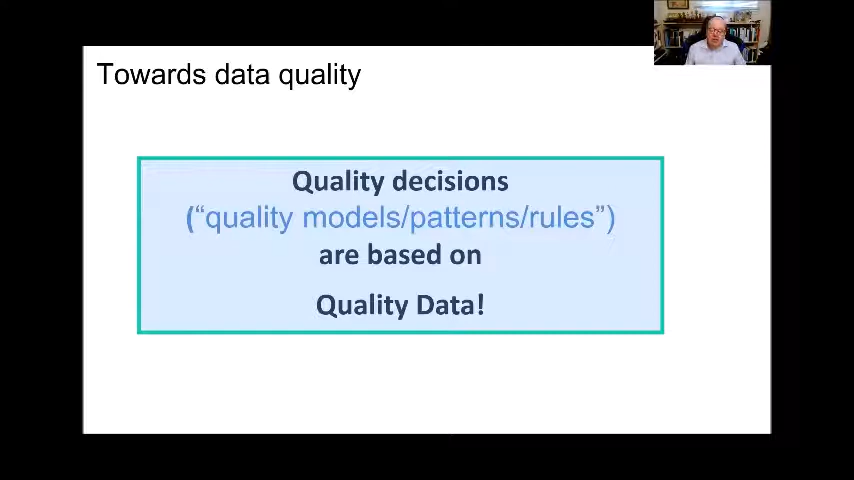 Towards data quality
Quality decisions
(“quality models/patterns/rules”)
are based on
Quality Data!